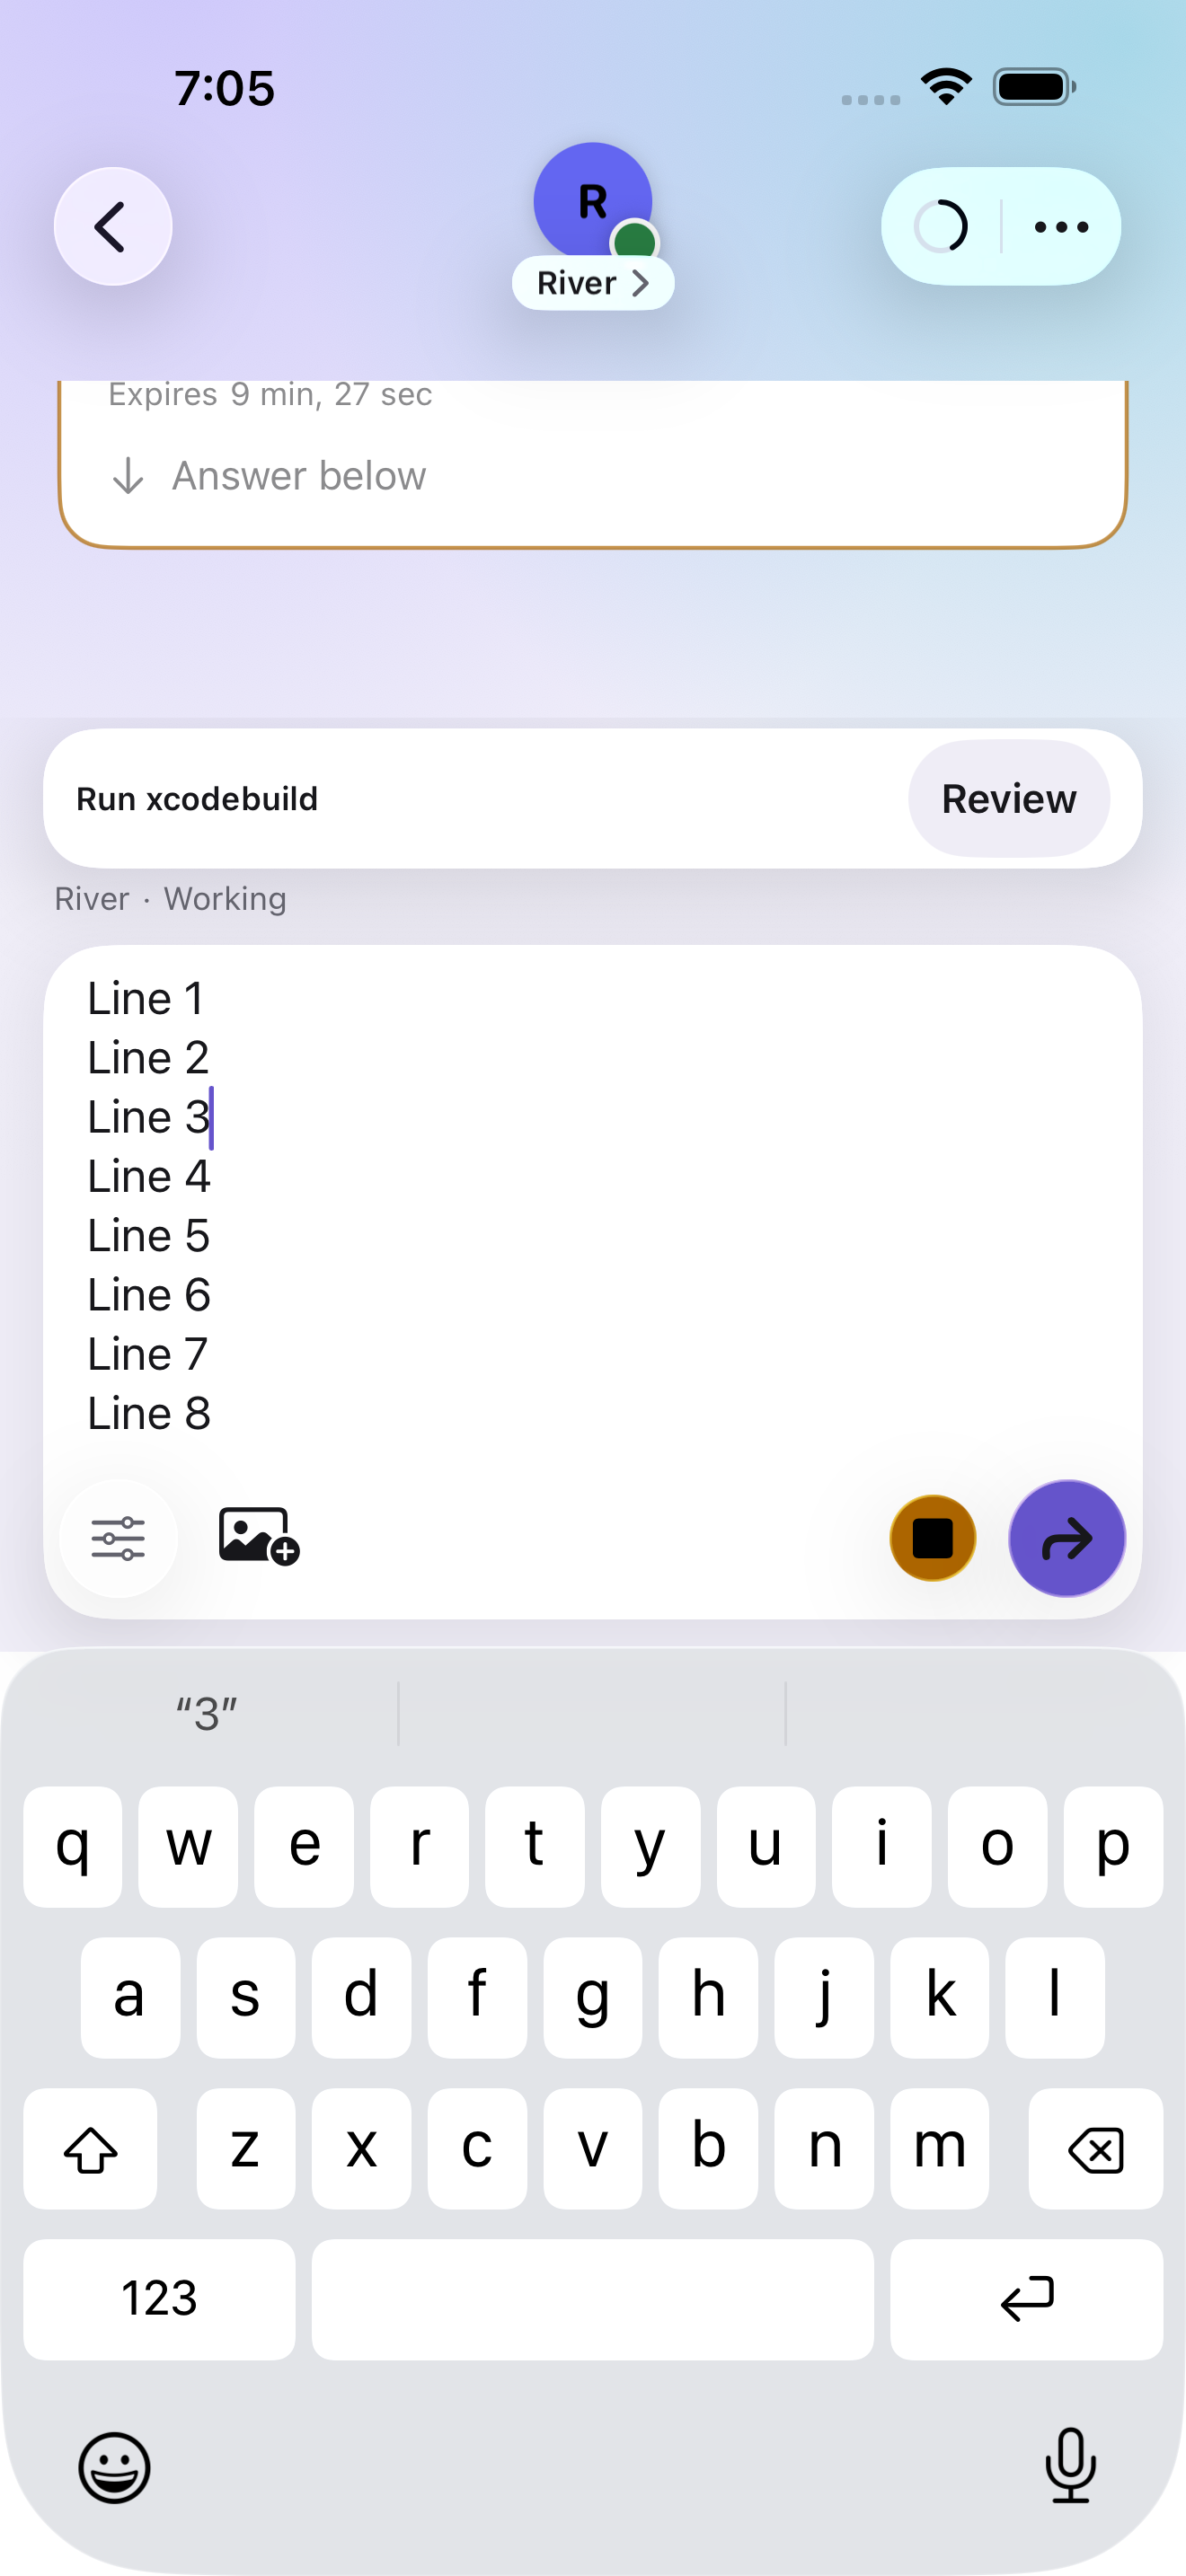 7:05
R
River
Expires 9 min, 27 sec
Answer below
Run xcodebuild
Review
River · Working
Line 1
Line 2
Line 3
Line 4
Line 5
Line 6
Line 7
Line 8
“3”
q w e r t y u i o p
a s d f g h j k l
z x c v b n m
123